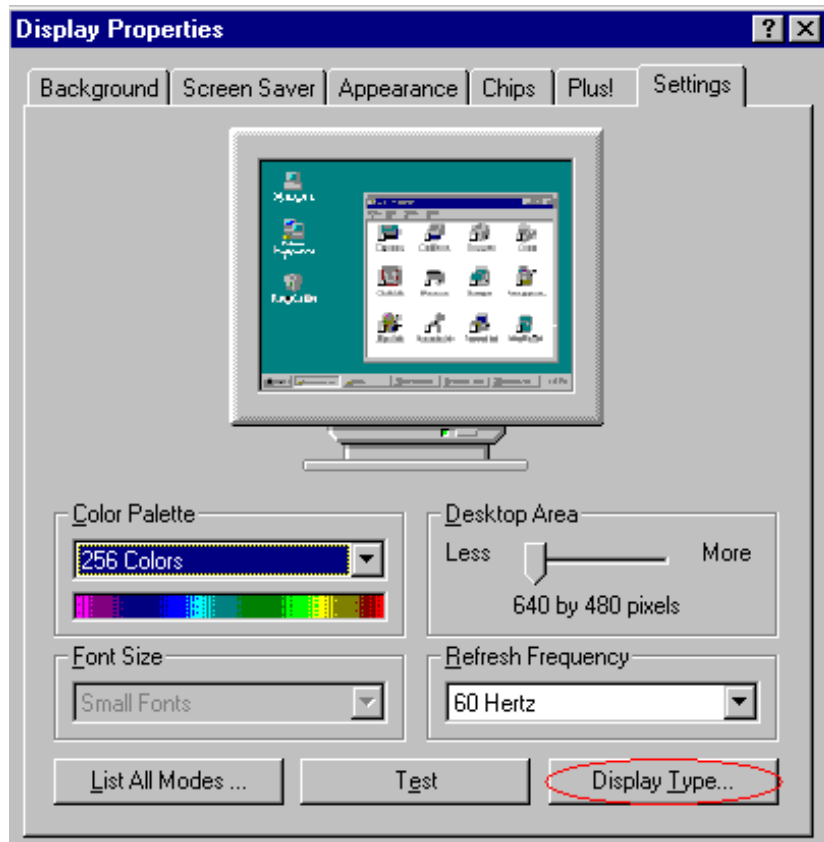 Display Properties
Background Screen Saver Appearance Chips Plus! Settings
Color Palette
256 Colors
Desktop Area
Less More
640 by 480 pixels
Font Size
Small Fonts
Refresh Frequency
60 Hertz
List All Modes ... Test Display Type...